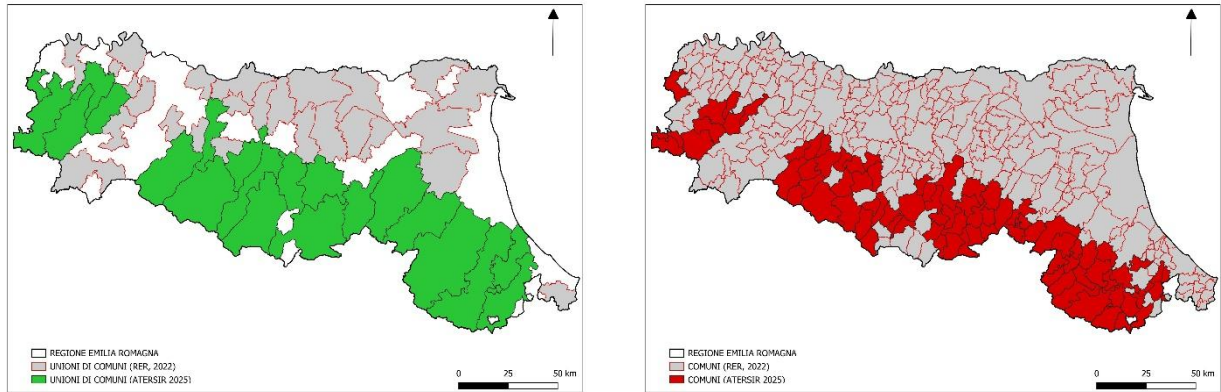 REGIONE EMILIA ROMAGNA
UNIONI DI COMUNI (RER, 2022)
UNIONI DI COMUNI (ATERSIR 2025)
0 25 50 km
REGIONE EMILIA ROMAGNA
COMUNI (RER, 2022)
COMUNI (ATERSIR 2025)
0 25 50 km